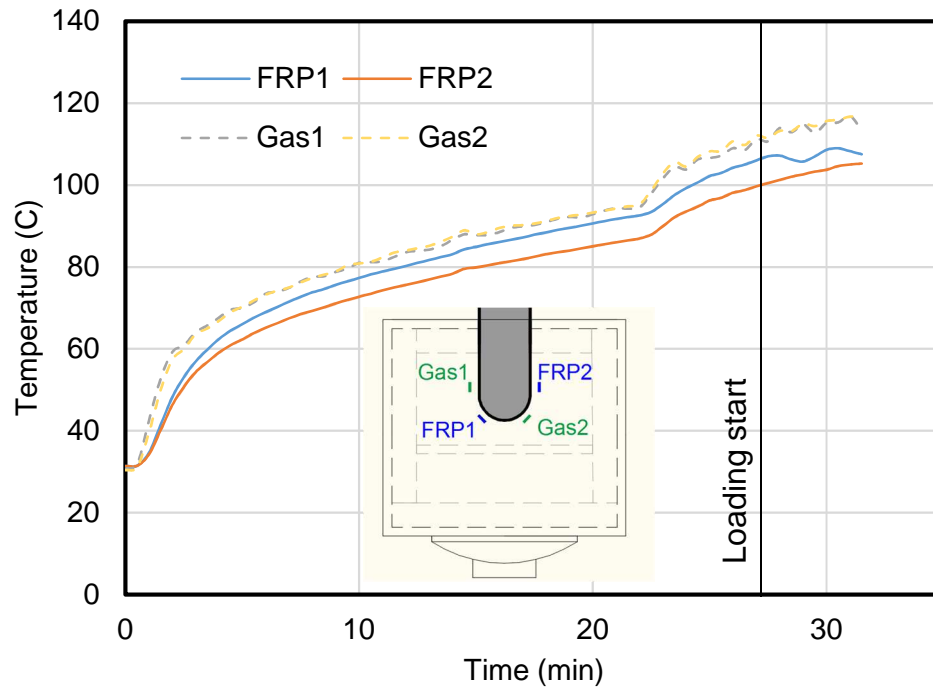 140
120
100
80
60
40
20
0
Temperature (C)
FRP1 FRP2
Gas1 Gas2
Gas1 FRP2
FRP1 Gas2
Loading start
0 10 20 30
Time (min)